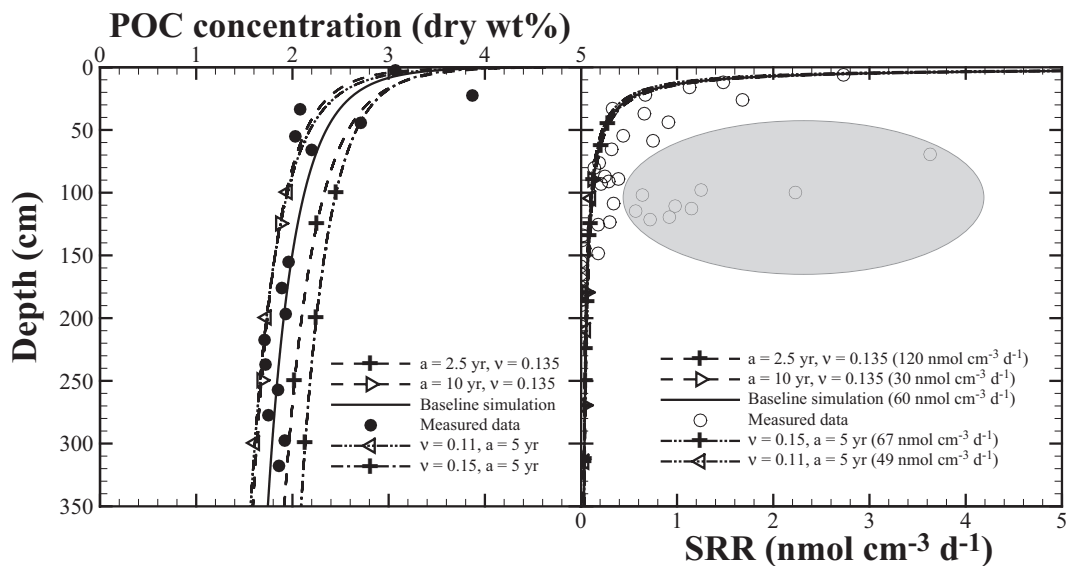 POC concentration (dry wt%)
0 1 2 3 4 5
0
50
100
150
200
250
300
350
Depth (cm)
a = 2.5 yr, ν = 0.135
a = 10 yr, ν = 0.135
Baseline simulation
Measured data
ν = 0.11, a = 5 yr
ν = 0.15, a = 5 yr
a = 2.5 yr, ν = 0.135 (120 nmol cm⁻³ d⁻¹)
a = 10 yr, ν = 0.135 (30 nmol cm⁻³ d⁻¹)
Baseline simulation (60 nmol cm⁻³ d⁻¹)
Measured data
ν = 0.15, a = 5 yr (67 nmol cm⁻³ d⁻¹)
ν = 0.11, a = 5 yr (49 nmol cm⁻³ d⁻¹)
0 1 2 3 4 5
SRR (nmol cm⁻³ d⁻¹)